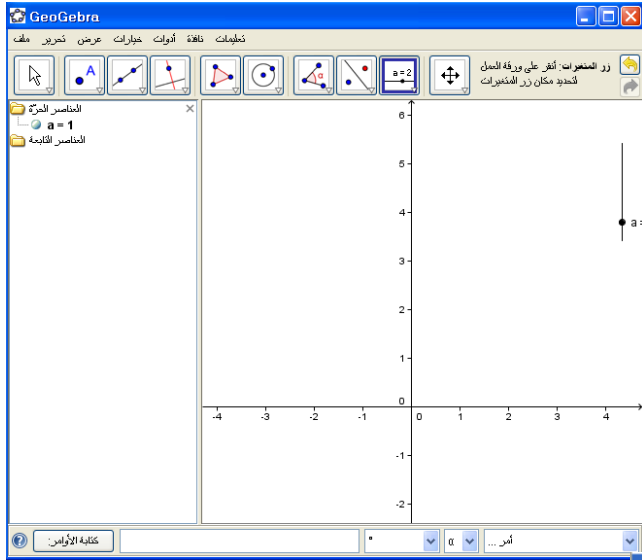 GeoGebra
ملف تحرير عرض خيارات أدوات نافذة تعليمات
A
α
a = 2
زر المتغيرات: أنقر على ورقة العمل
لتحديد مكان زر المتغيرات
العناصر الحرّة
a = 1
العناصر التابعة
6
5
4
a =
3
2
1
0
-4 -3 -2 -1 0 1 2 3 4
-1
-2
كتابة الأوامر:
° α أمر ...